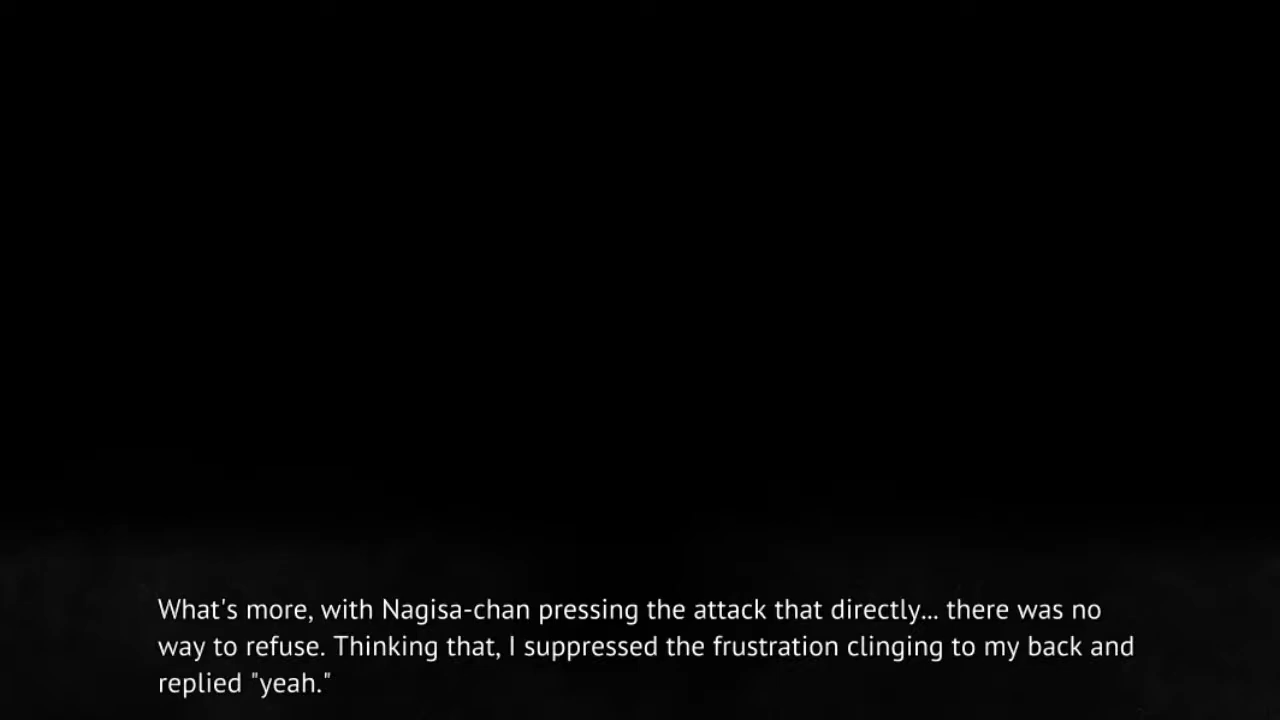 What's more, with Nagisa-chan pressing the attack that directly... there was no
way to refuse. Thinking that, I suppressed the frustration clinging to my back and
replied "yeah."